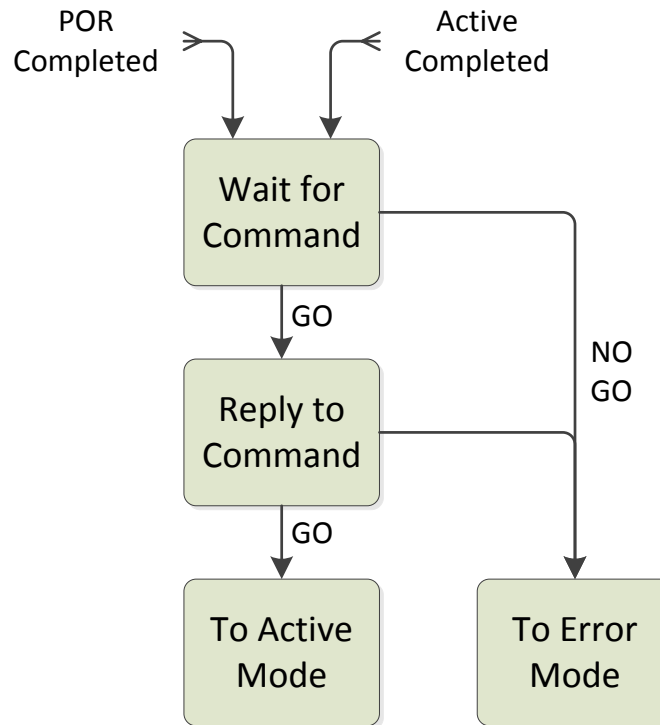 POR
Completed
Active
Completed
Wait for
Command
GO
NO
GO
Reply to
Command
GO
To Active
Mode
To Error
Mode